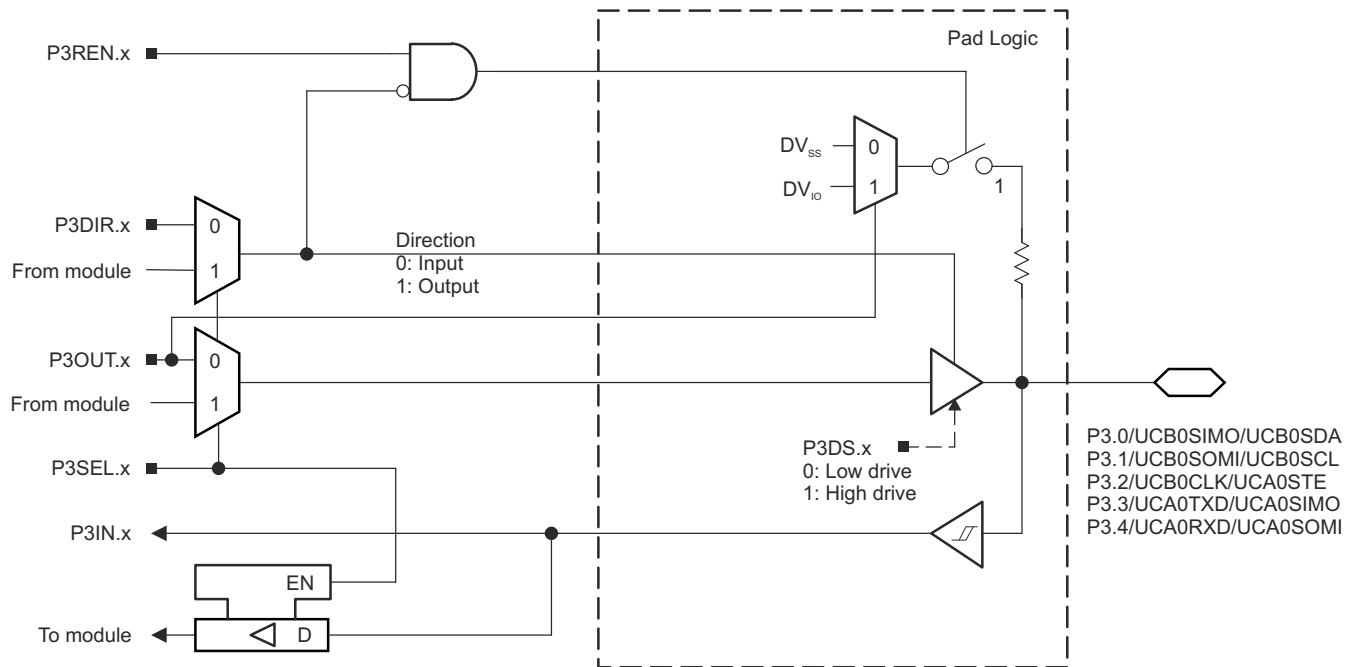 Pad Logic
P3REN.x
DVSS
0
DVIO
1
1
P3DIR.x
0
Direction
0: Input
1: Output
From module
1
P3OUT.x
0
From module
1
P3DS.x
0: Low drive
1: High drive
P3SEL.x
P3.0/UCB0SIMO/UCB0SDA
P3.1/UCB0SOMI/UCB0SCL
P3.2/UCB0CLK/UCA0STE
P3.3/UCA0TXD/UCA0SIMO
P3.4/UCA0RXD/UCA0SOMI
P3IN.x
EN
To module
D